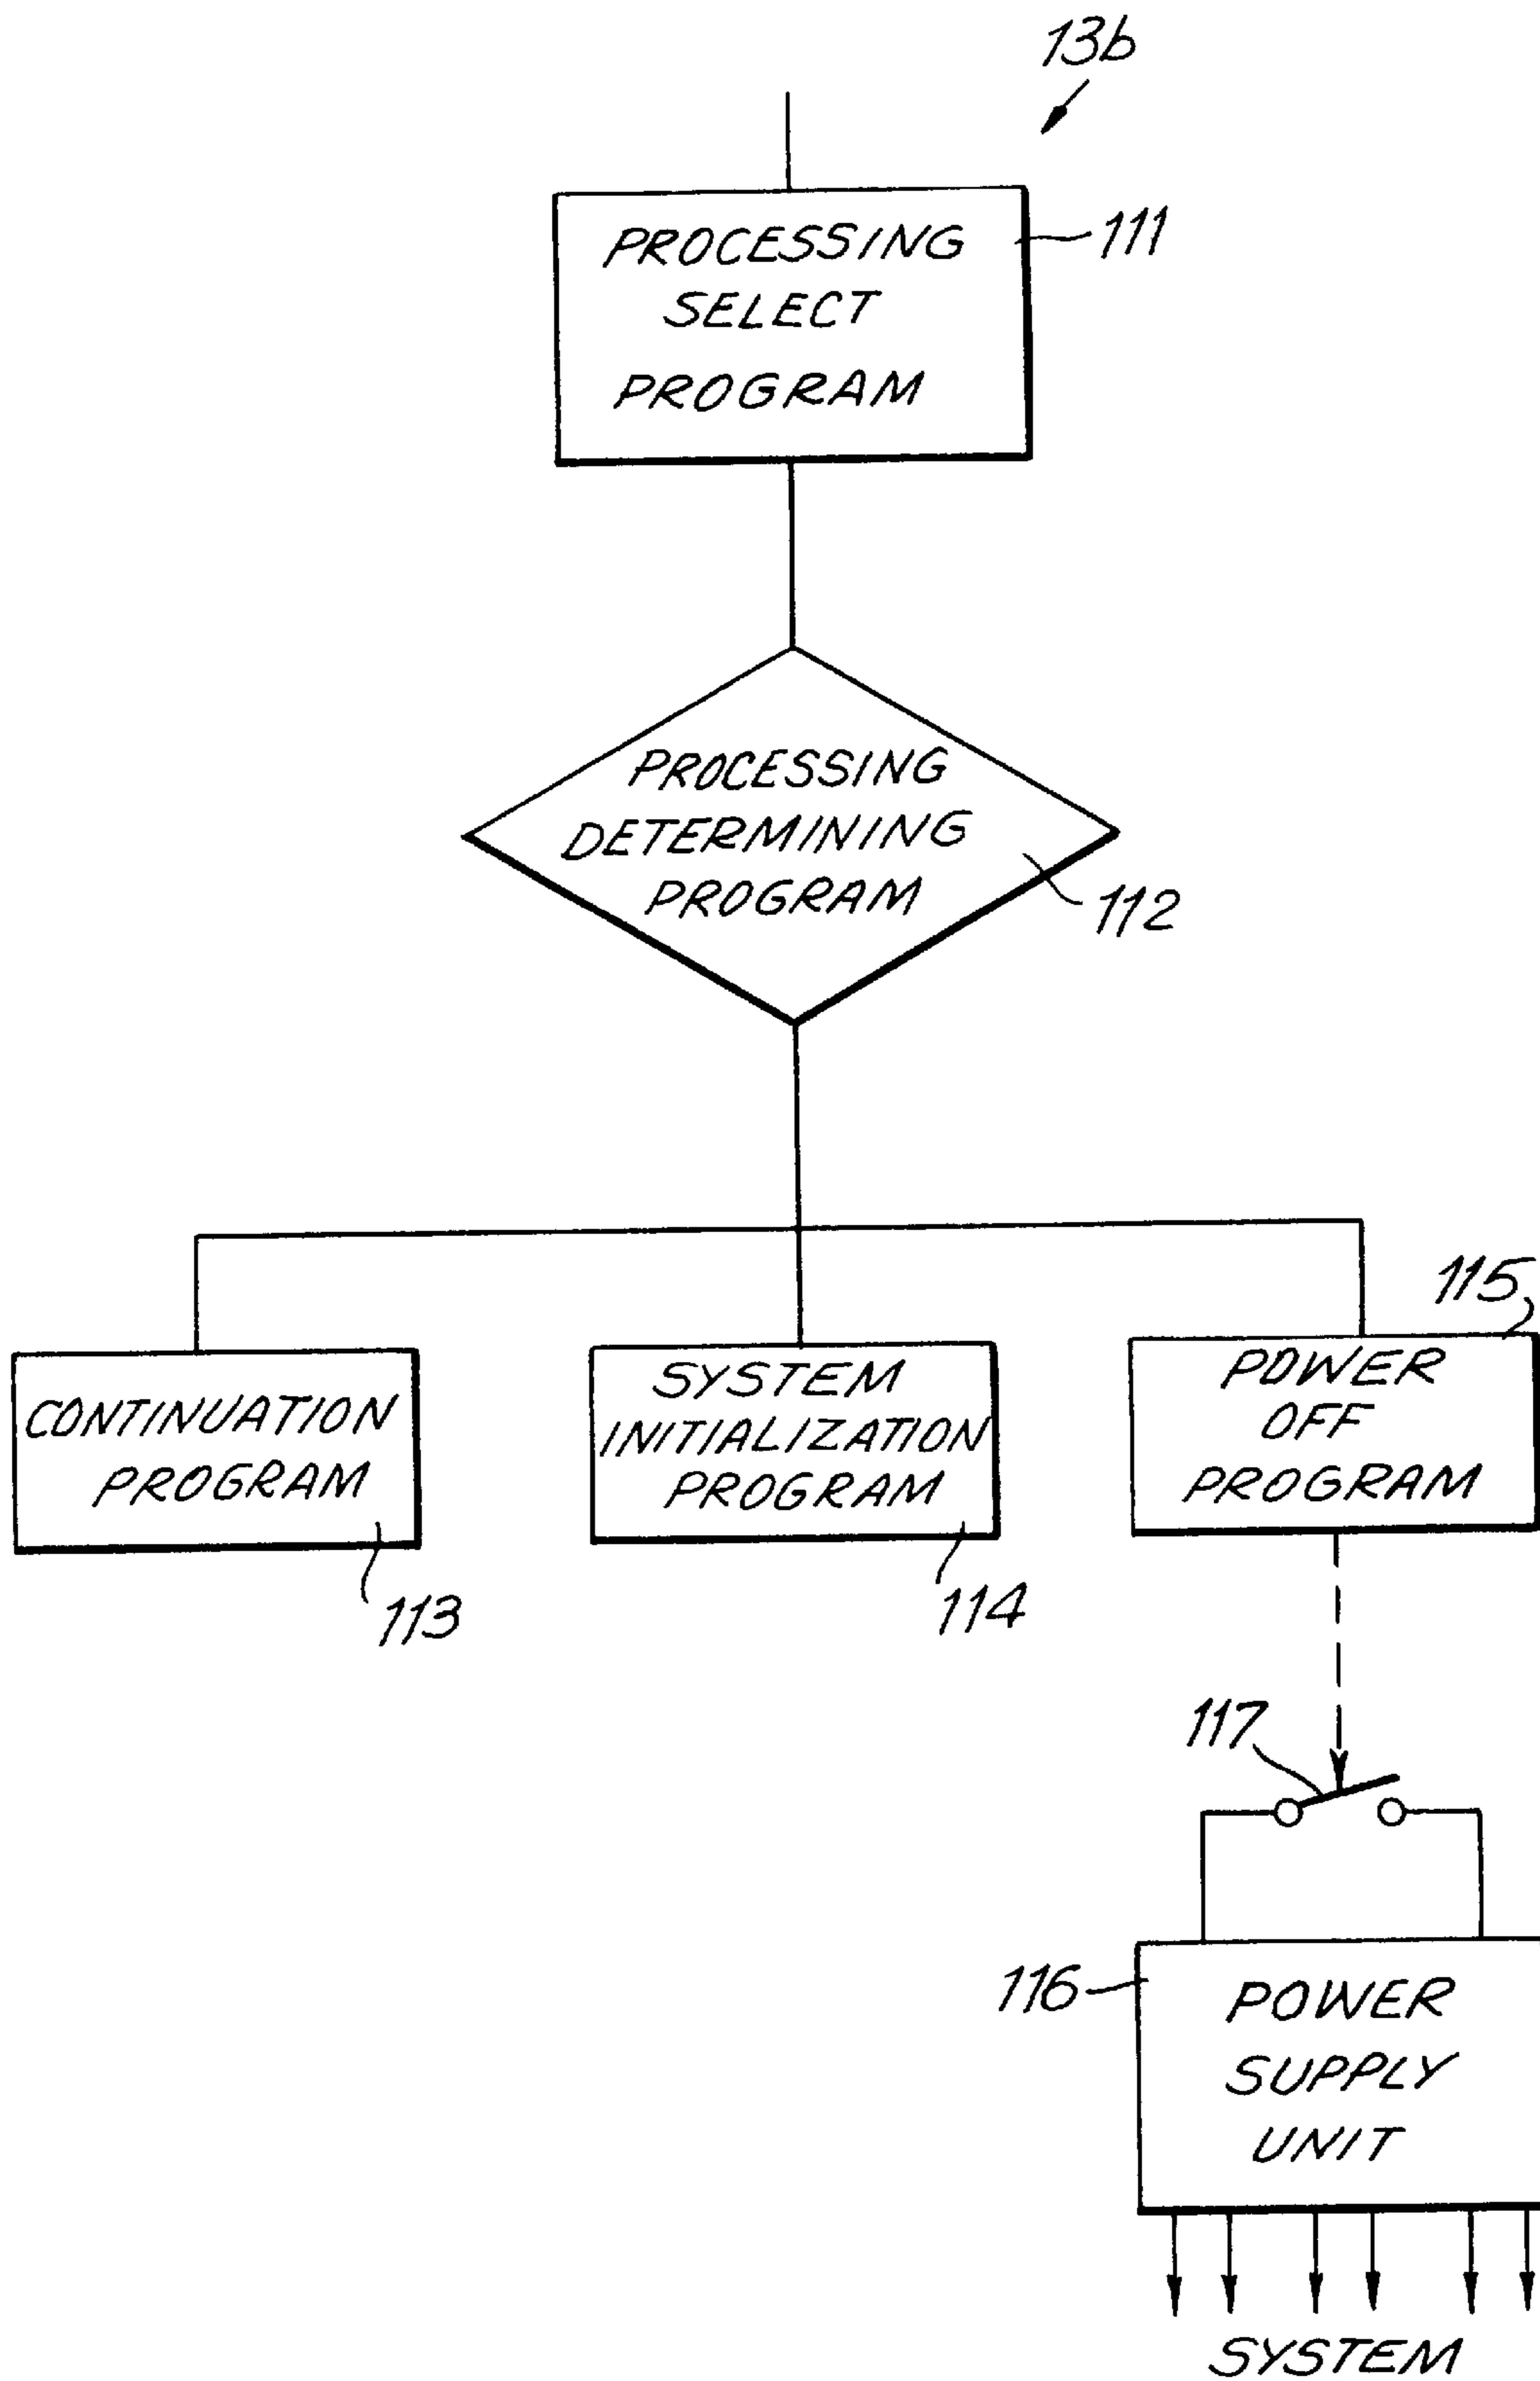 13b
PROCESSING
SELECT
PROGRAM
111
PROCESSING
DETERMINING
PROGRAM
112
CONTINUATION
PROGRAM
113
SYSTEM
INITIALIZATION
PROGRAM
114
115
POWER
OFF
PROGRAM
117
116
POWER
SUPPLY
UNIT
SYSTEM